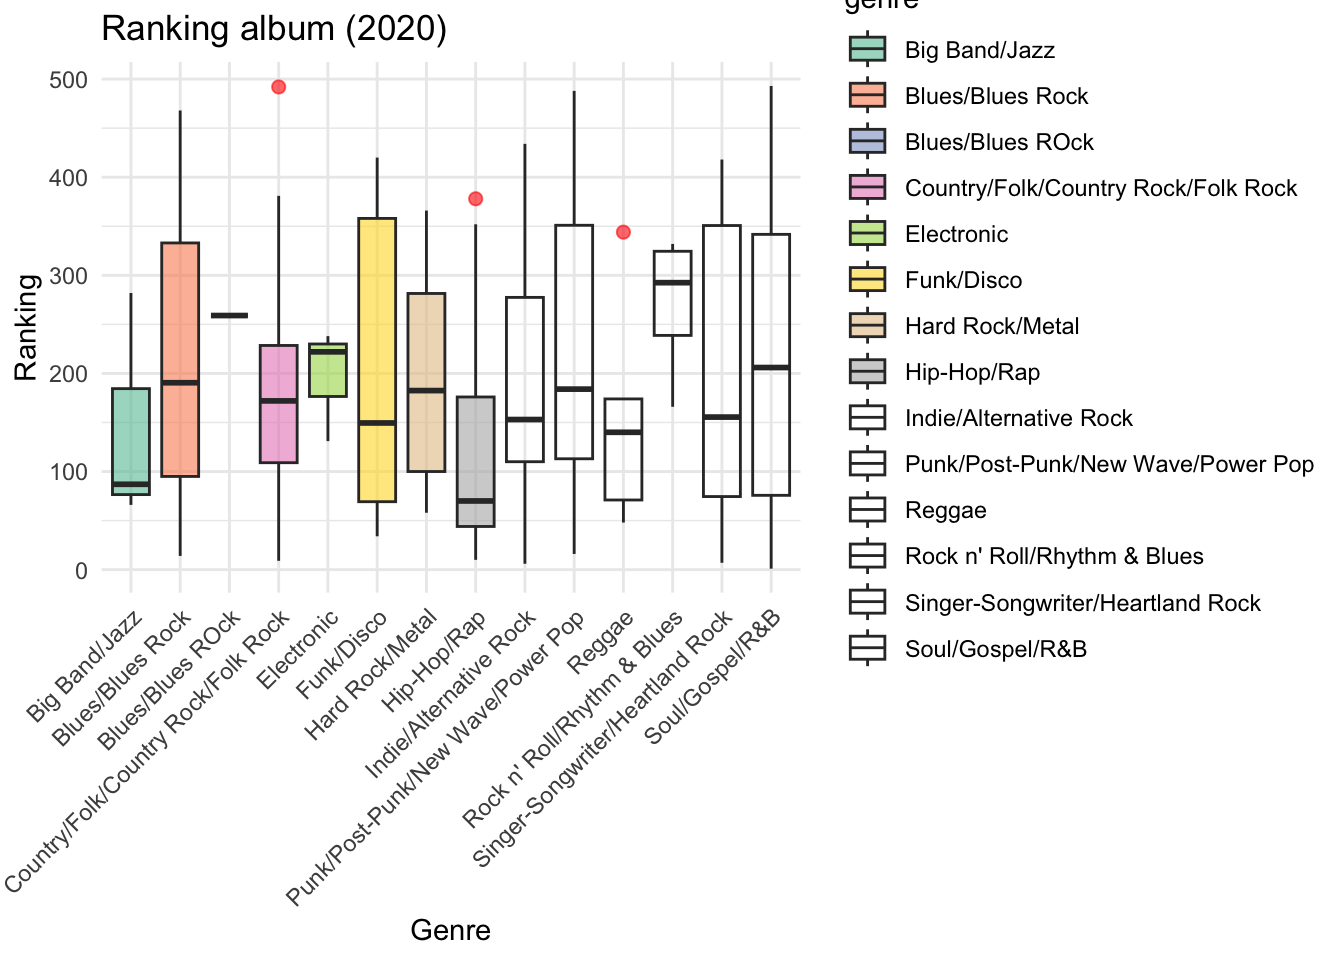 Ranking album (2020)
genre
Big Band/Jazz
Blues/Blues Rock
Blues/Blues ROck
Country/Folk/Country Rock/Folk Rock
Electronic
Funk/Disco
Hard Rock/Metal
Hip-Hop/Rap
Indie/Alternative Rock
Punk/Post-Punk/New Wave/Power Pop
Reggae
Rock n' Roll/Rhythm & Blues
Singer-Songwriter/Heartland Rock
Soul/Gospel/R&B
Ranking
500
400
300
200
100
0
Big Band/Jazz
Blues/Blues Rock
Blues/Blues ROck
Country/Folk/Country Rock/Folk Rock
Electronic
Funk/Disco
Hard Rock/Metal
Hip-Hop/Rap
Indie/Alternative Rock
Punk/Post-Punk/New Wave/Power Pop
Reggae
Rock n' Roll/Rhythm & Blues
Singer-Songwriter/Heartland Rock
Soul/Gospel/R&B
Genre